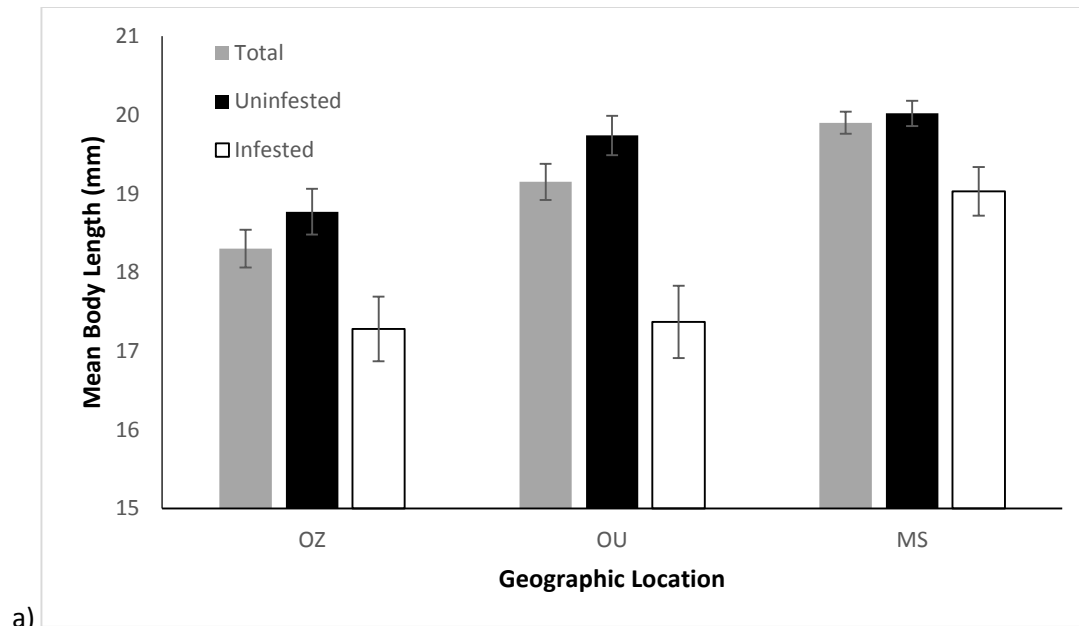 21
20
19
18
17
16
15
Mean Body Length (mm)
Total
Uninfested
Infested
OZ OU MS
Geographic Location
a)